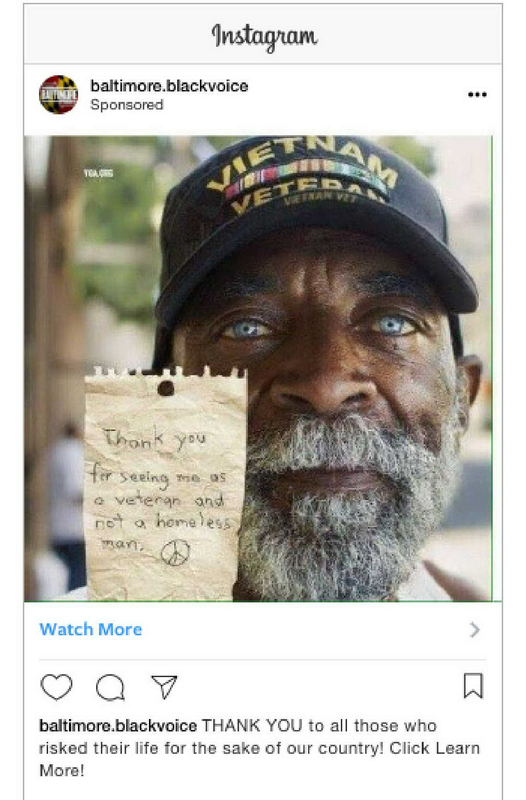 Instagram
BALTIMORE
baltimore.blackvoice
Sponsored
VOA.ORG
VIETNAM
VETERAN
VIETNAM VET
Thank you
for seeing me as
a veteran and
not a homeless
man.
Watch More
baltimore.blackvoice THANK YOU to all those who
risked their life for the sake of our country! Click Learn
More!